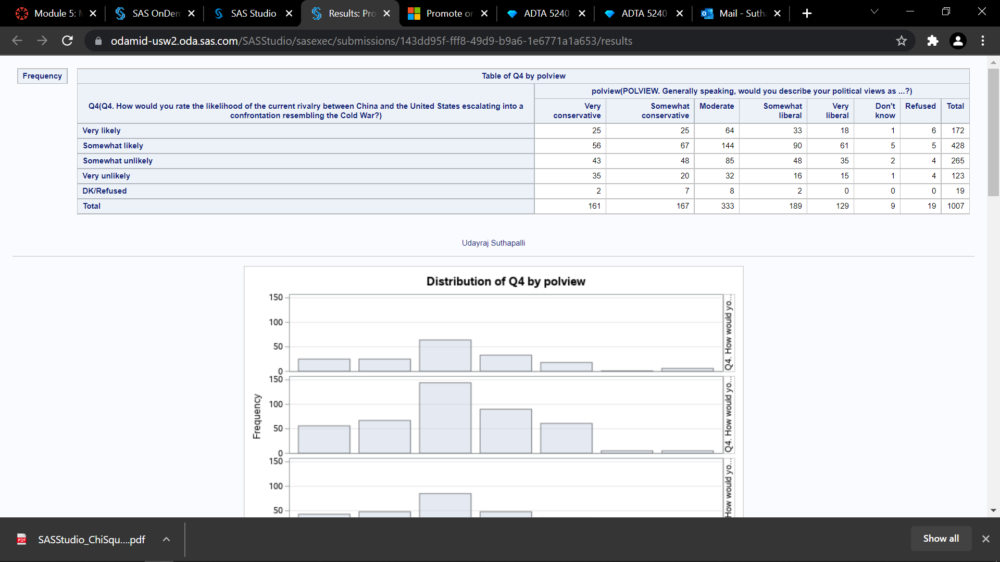 Module 5: SAS OnDem SAS Studio Results: Pro Promote or ADTA 5240 ADTA 5240 Mail - Sutha
odamid-usw2.oda.sas.com/SASStudio/sasexec/submissions/143dd95f-fff8-49d9-b9a6-1e6771a1a653/results
Frequency
Table of Q4 by polview
Q4(Q4. How would you rate the likelihood of the current rivalry between China and the United States escalating into a
confrontation resembling the Cold War?)
polview(POLVIEW. Generally speaking, would you describe your political views as ...?)
Very conservative Somewhat conservative Moderate Somewhat liberal Very liberal Don't know Refused Total
Very likely 25 25 64 33 18 1 6 172
Somewhat likely 56 67 144 90 61 5 5 428
Somewhat unlikely 43 48 85 48 35 2 4 265
Very unlikely 35 20 32 16 15 1 4 123
DK/Refused 2 7 8 2 0 0 0 19
Total 161 167 333 189 129 9 19 1007
Udayraj Suthapalli
Distribution of Q4 by polview
Frequency
150
100
50
0
Q4. How would yo...
150
100
50
0
Q4. How would yo...
150
100
50
How would yo...
SASStudio_ChiSqu....pdf
Show all